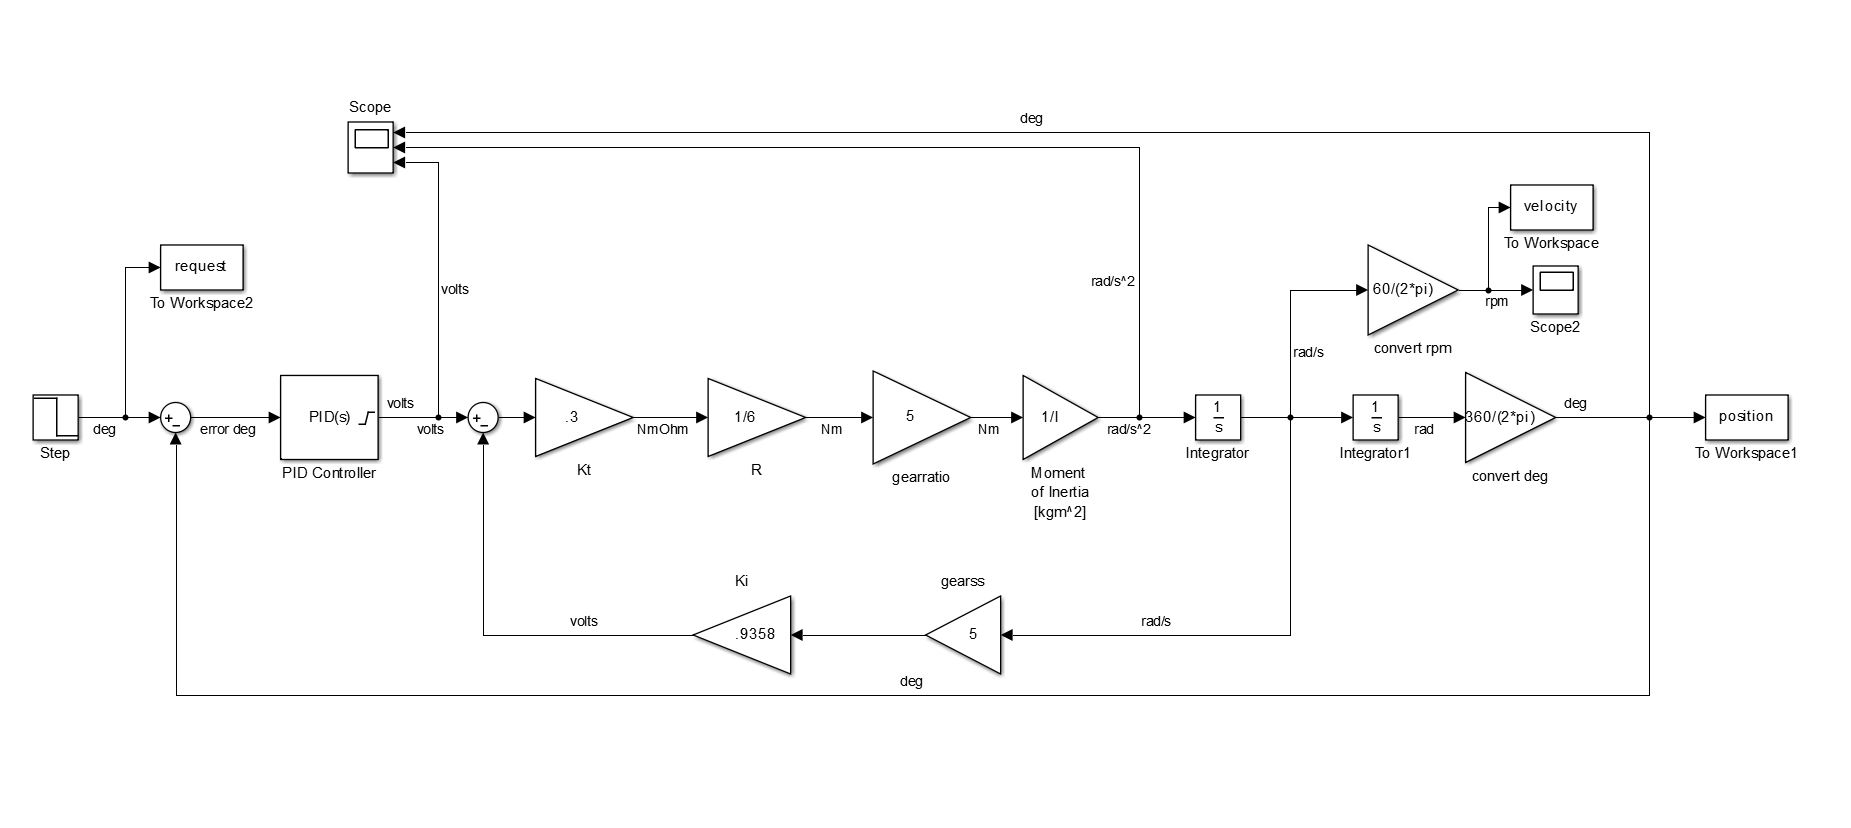 Scope
deg
velocity
To Workspace
request
To Workspace2
volts
rad/s^2
60/(2*pi)
rpm
Scope2
convert rpm
rad/s
Step
deg
+
−
error deg
PID(s)
PID Controller
volts
volts
+
−
.3
Kt
NmOhm
1/6
R
Nm
5
gearratio
Nm
1/I
Moment
of Inertia
[kgm^2]
rad/s^2
1
s
Integrator
1
s
Integrator1
rad
360/(2*pi)
convert deg
deg
position
To Workspace1
Ki
gearss
volts
.9358
5
rad/s
deg